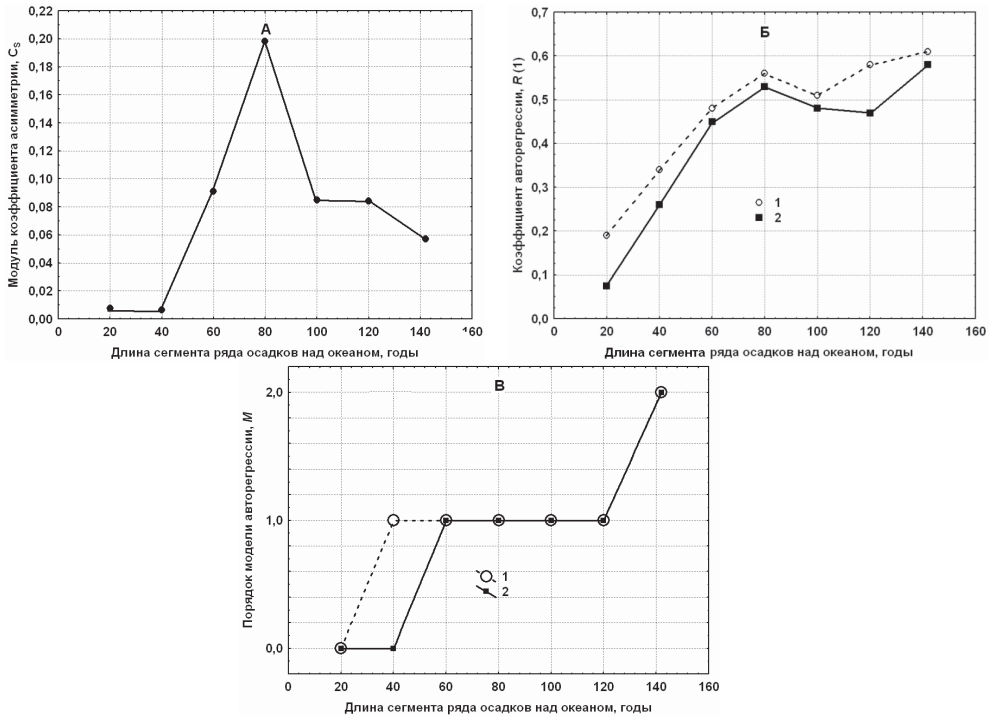 А
Модуль коэффициента асимметрии, Cs
0,20
0,18
0,16
0,14
0,12
0,10
0,08
0,06
0,04
0,02
0,00
0 20 40 60 80 100 120 140 160
Длина сегмента ряда осадков над океаном, годы
Б
Коэффициент авторегрессии, R (1)
0,7
0,6
0,5
0,4
0,3
0,2
0,1
0,0
1
2
0 20 40 60 80 100 120 140 160
Длина сегмента ряда осадков над океаном, годы
В
Порядок модели авторегрессии, M
2,0
1,0
0,0
1
2
0 20 40 60 80 100 120 140 160
Длина сегмента ряда осадков над океаном, годы